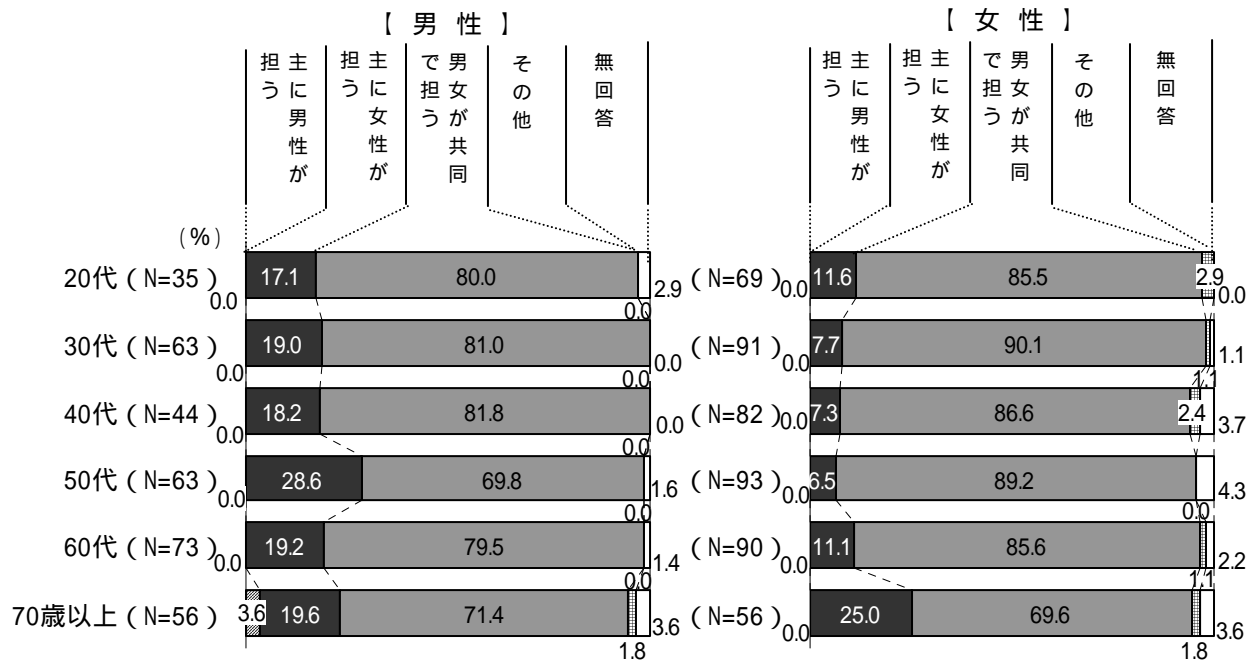 【 男 性 】
【 女 性 】
主に男性が担う
主に女性が担う
男女が共同で担う
その他
無回答
主に男性が担う
主に女性が担う
男女が共同で担う
その他
無回答
(%)
20代 ( N=35 ) 0.0 17.1 80.0 0.0 2.9
( N=69 ) 0.0 11.6 85.5 2.9 0.0
30代 ( N=63 ) 0.0 19.0 81.0 0.0 0.0
( N=91 ) 0.0 7.7 90.1 1.1 1.1
40代 ( N=44 ) 0.0 18.2 81.8 0.0 0.0
( N=82 ) 0.0 7.3 86.6 2.4 3.7
50代 ( N=63 ) 0.0 28.6 69.8 0.0 1.6
( N=93 ) 0.0 6.5 89.2 0.0 4.3
60代 ( N=73 ) 0.0 19.2 79.5 0.0 1.4
( N=90 ) 0.0 11.1 85.6 1.1 2.2
70歳以上 ( N=56 ) 3.6 19.6 71.4 1.8 3.6
( N=56 ) 0.0 25.0 69.6 1.8 3.6